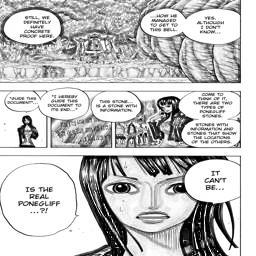 YES,
ALTHOUGH
I DON'T
KNOW...
...HOW HE
MANAGED
TO GET TO
THIS BELL.
STILL, WE
DEFINITELY
HAVE
CONCRETE
PROOF HERE.
COME TO
THINK OF IT,
THERE ARE
TWO TYPES OF
PONEGLIFF
STONES.
STONES WITH
INFORMATION AND
STONES THAT SHOW
THE LOCATIONS
OF THE OTHERS.
THIS STONE
IS A STONE WITH
INFORMATION.
"I HEREBY
GUIDE THIS
DOCUMENT TO
ITS END..."
"GUIDE THIS
DOCUMENT"...
IT
CAN'T
BE...
IS THE
REAL
PONEGLIFF
...?!